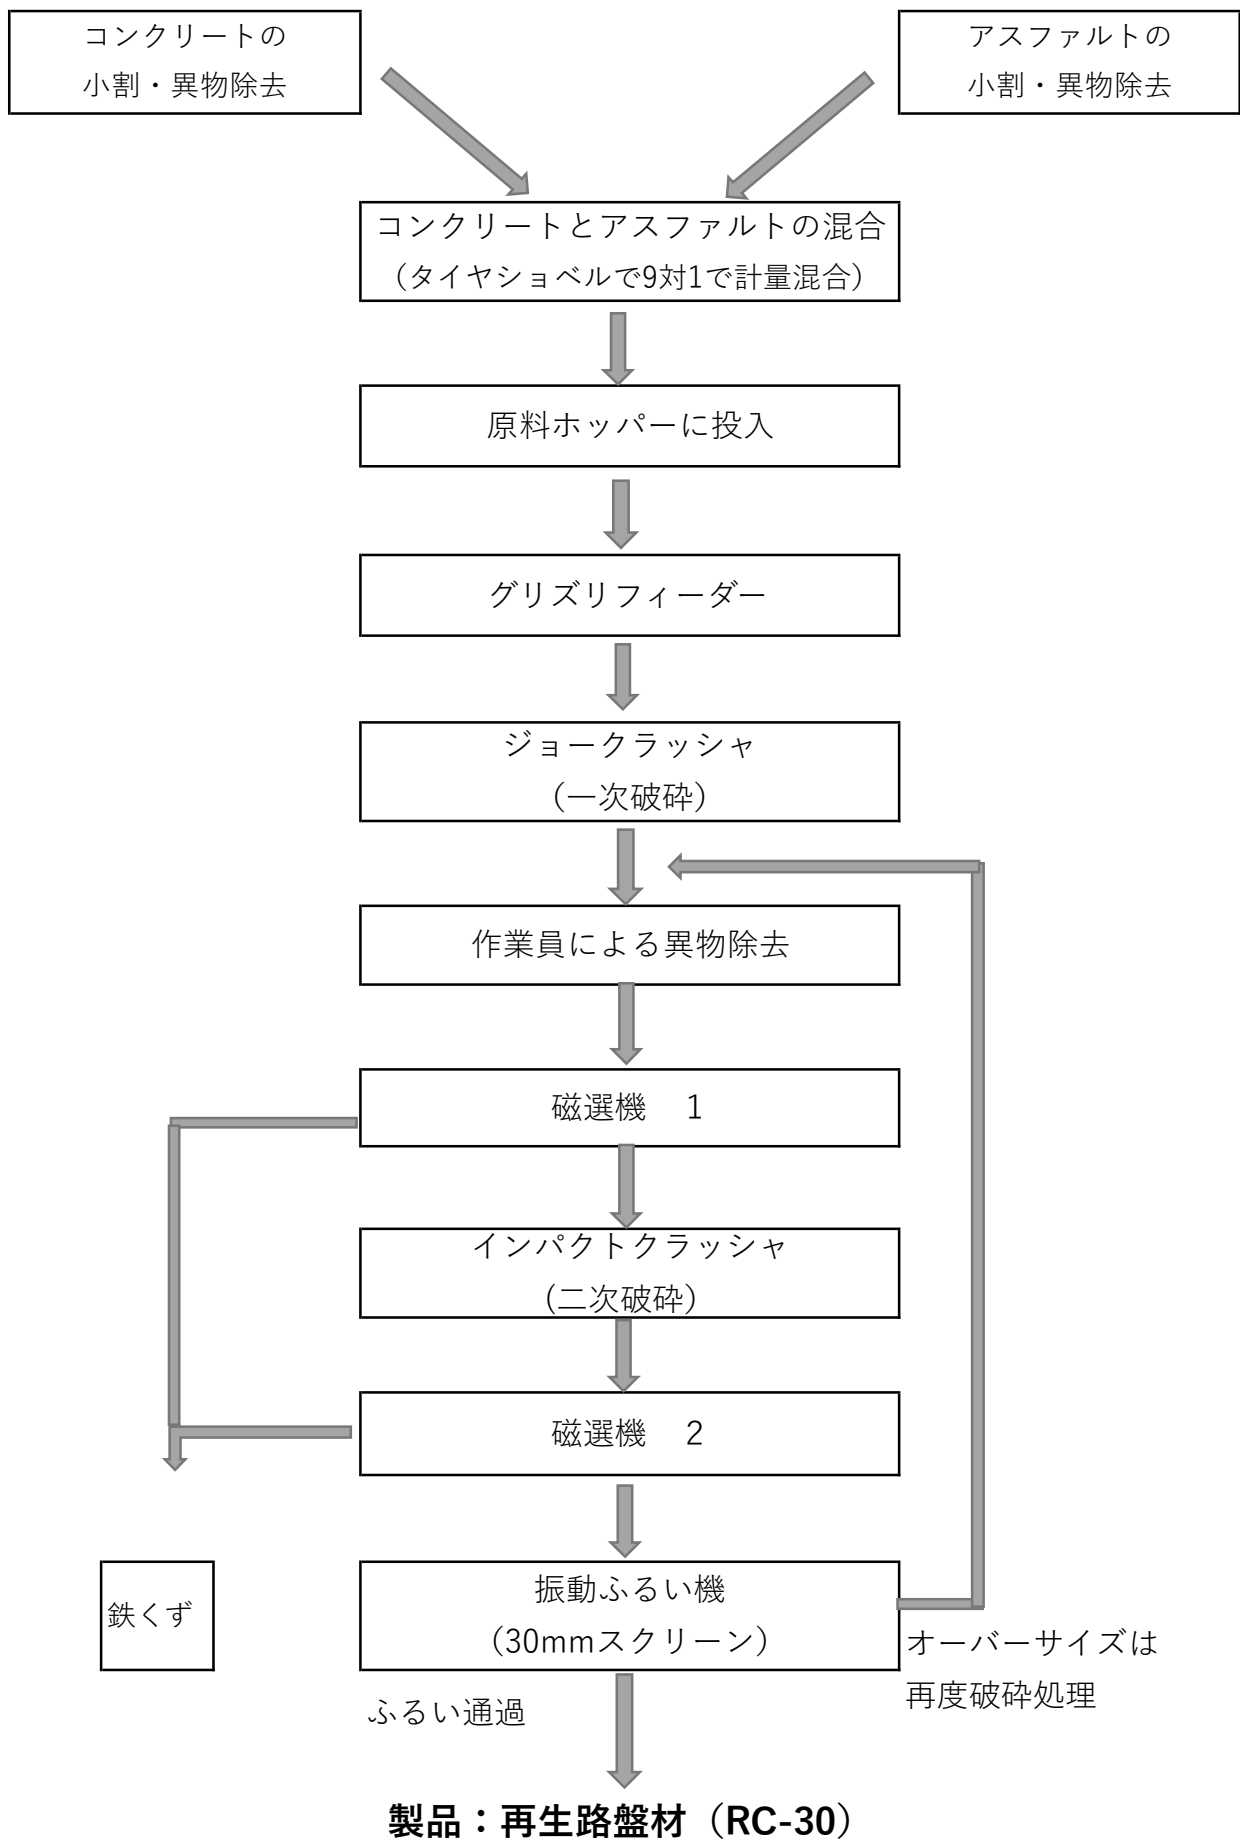 コンクリートの
小割・異物除去
アスファルトの
小割・異物除去
コンクリートとアスファルトの混合
（タイヤショベルで9対1で計量混合）
原料ホッパーに投入
グリズリフィーダー
ジョークラッシャ
（一次破砕）
作業員による異物除去
磁選機　1
インパクトクラッシャ
（二次破砕）
磁選機　2
鉄くず
振動ふるい機
（30mmスクリーン）
オーバーサイズは
再度破砕処理
ふるい通過
製品：再生路盤材（RC-30）